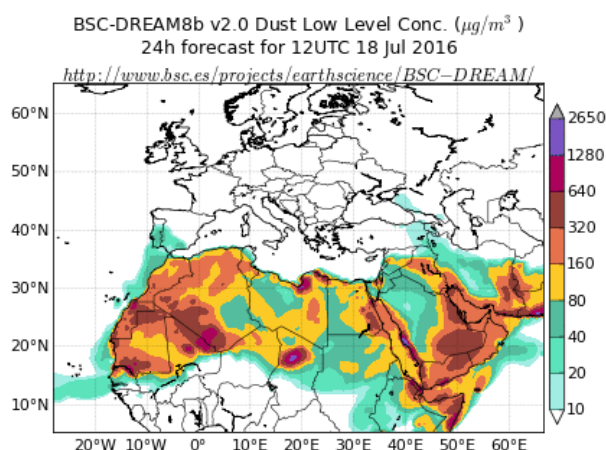 BSC-DREAM8b v2.0 Dust Low Level Conc. (μg/m³ )
24h forecast for 12UTC 18 Jul 2016
http://www.bsc.es/projects/earthscience/BSC−DREAM/
60°N
50°N
40°N
30°N
20°N
10°N
20°W 10°W 0° 10°E 20°E 30°E 40°E 50°E 60°E
2650
1280
640
320
160
80
40
20
10